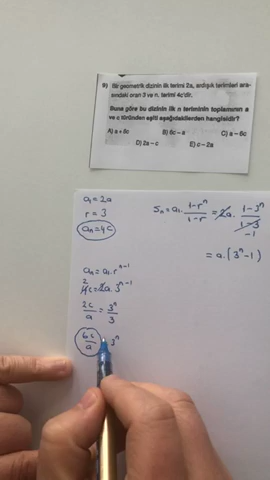 9) Bir geometrik dizinin ilk terimi 2a, ardışık terimleri ara-
sındaki oran 3 ve n. terimi 4c'dir.
Buna göre bu dizinin ilk n teriminin toplamının a
ve c türünden eşiti aşağıdakilerden hangisidir?
A) a + 6c B) 6c – a C) a – 6c
D) 2a – c E) c – 2a
a₁ = 2a
r = 3
aₙ = 4c
Sₙ = a₁ · (1-rⁿ)/(1-r) = 2a · (1-3ⁿ)/(1-3)
-1
= a·(3ⁿ-1)
aₙ = a₁·rⁿ⁻¹
2
4c = 2a·3ⁿ⁻¹
2c/a = 3ⁿ/3
6c/a 3ⁿ